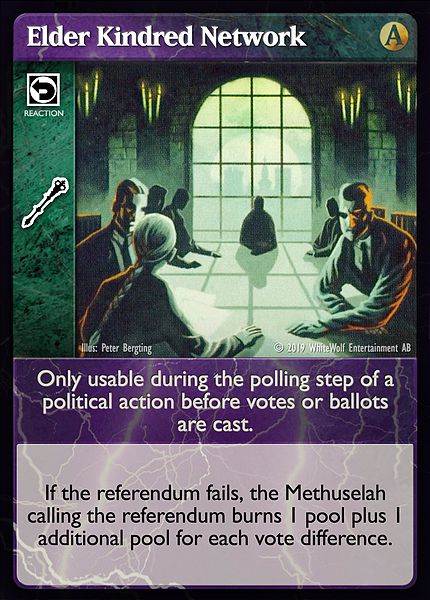 Elder Kindred Network
A
REACTION
Illus: Peter Bergting
© 2019 WhiteWolf Entertainment AB
Only usable during the polling step of a
political action before votes or ballots
are cast.
If the referendum fails, the Methuselah
calling the referendum burns 1 pool plus 1
additional pool for each vote difference.